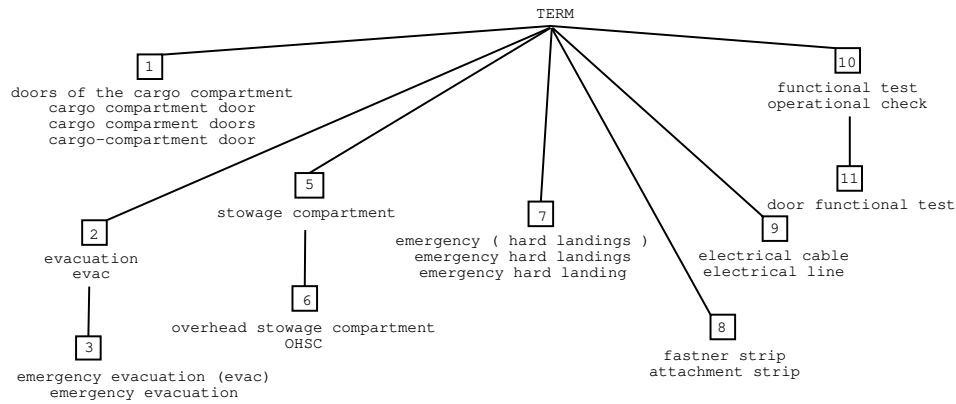 TERM
1
doors of the cargo compartment
cargo compartment door
cargo comparment doors
cargo-compartment door
2
evacuation
evac
3
emergency evacuation (evac)
emergency evacuation
5
stowage compartment
6
overhead stowage compartment
OHSC
7
emergency ( hard landings )
emergency hard landings
emergency hard landing
8
fastner strip
attachment strip
9
electrical cable
electrical line
10
functional test
operational check
11
door functional test